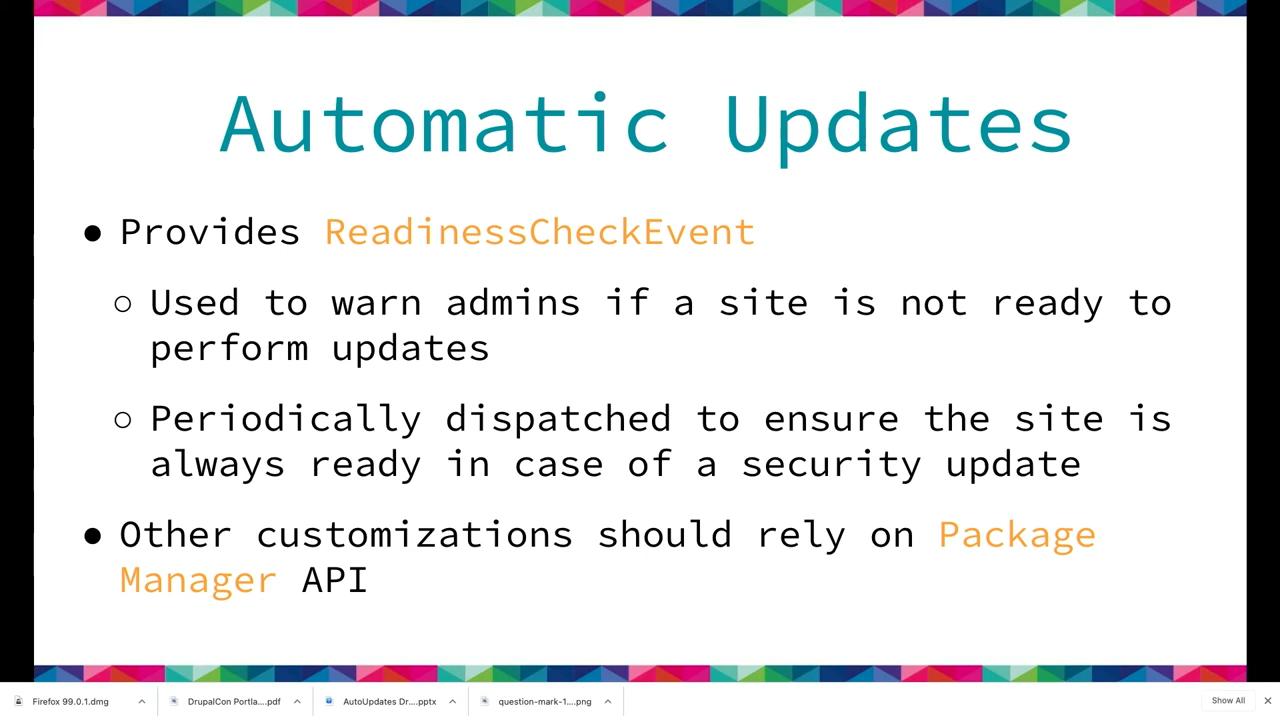 Automatic Updates
● Provides ReadinessCheckEvent
○ Used to warn admins if a site is not ready to
perform updates
○ Periodically dispatched to ensure the site is
always ready in case of a security update
● Other customizations should rely on Package
Manager API
Firefox 99.0.1.dmg
DrupalCon Portla....pdf
AutoUpdates Dr....pptx
question-mark-1....png
Show All